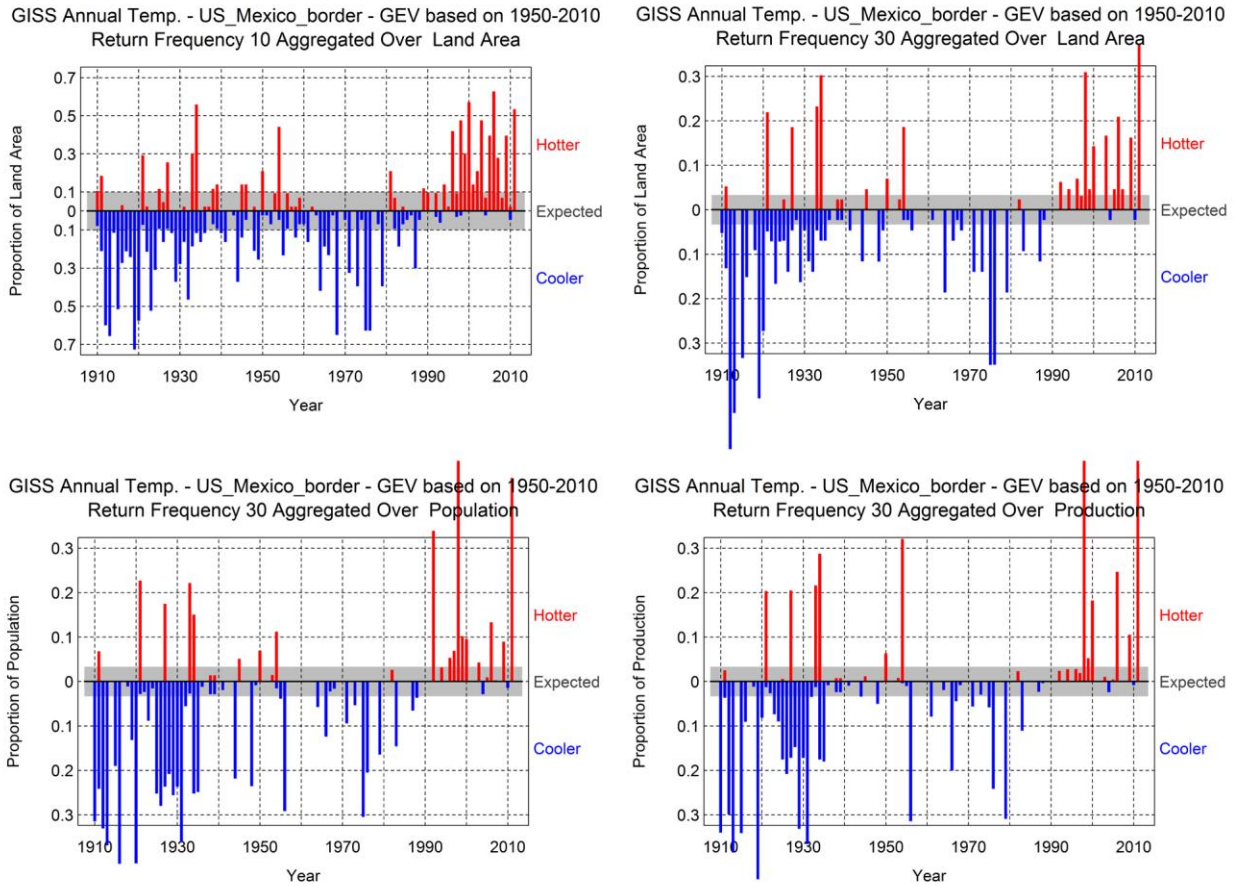 GISS Annual Temp. - US_Mexico_border - GEV based on 1950-2010
Return Frequency 10 Aggregated Over Land Area
0.7
0.5
0.3
0.1
0
0.1
0.3
0.5
0.7
Proportion of Land Area
Hotter
Expected
Cooler
1910 1930 1950 1970 1990 2010
Year
GISS Annual Temp. - US_Mexico_border - GEV based on 1950-2010
Return Frequency 30 Aggregated Over Land Area
0.3
0.2
0.1
0
0.1
0.2
0.3
Proportion of Land Area
Hotter
Expected
Cooler
1910 1930 1950 1970 1990 2010
Year
GISS Annual Temp. - US_Mexico_border - GEV based on 1950-2010
Return Frequency 30 Aggregated Over Population
0.3
0.2
0.1
0
0.1
0.2
0.3
Proportion of Population
Hotter
Expected
Cooler
1910 1930 1950 1970 1990 2010
Year
GISS Annual Temp. - US_Mexico_border - GEV based on 1950-2010
Return Frequency 30 Aggregated Over Production
0.3
0.2
0.1
0
0.1
0.2
0.3
Proportion of Production
Hotter
Expected
Cooler
1910 1930 1950 1970 1990 2010
Year